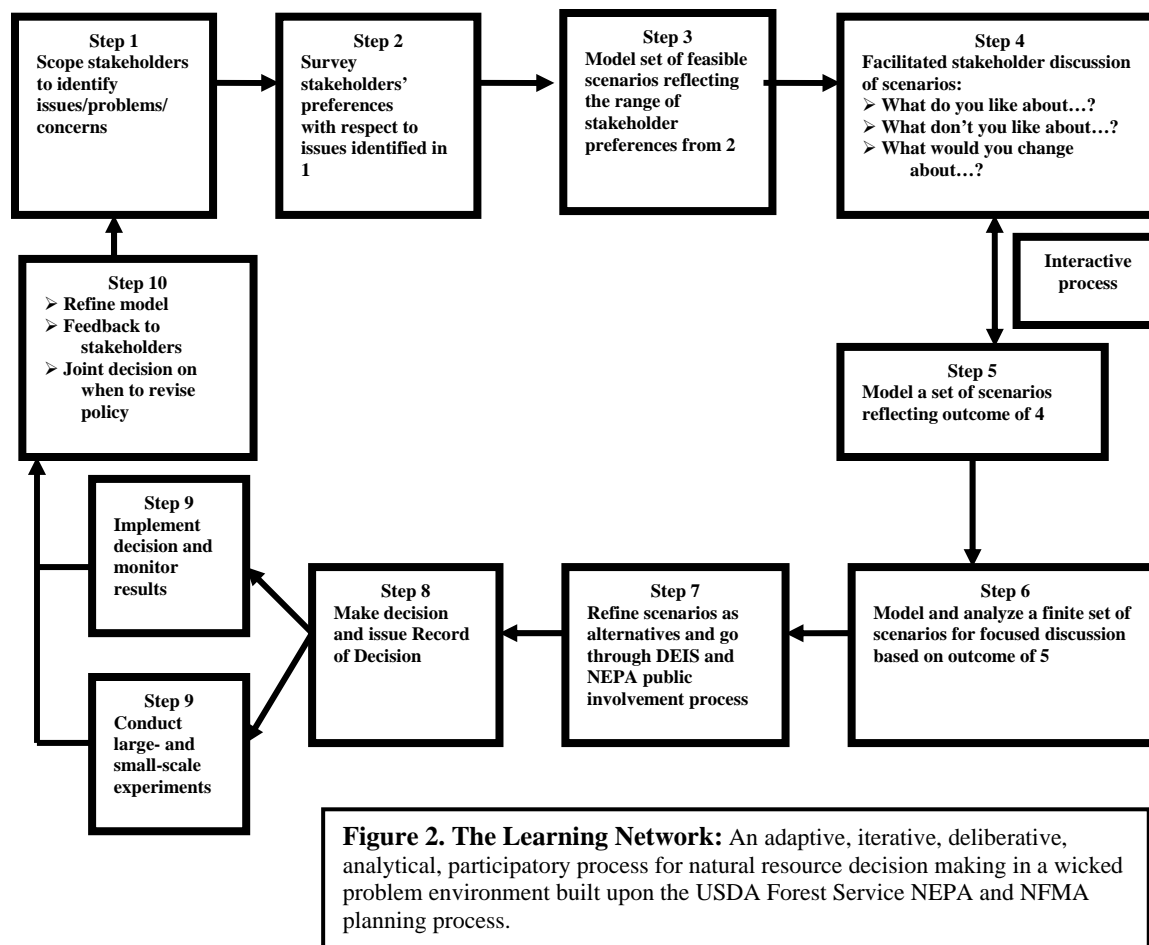 Step 1
Scope stakeholders
to identify
issues/problems/
concerns
Step 2
Survey
stakeholders’
preferences
with respect to
issues identified in
1
Step 3
Model set of feasible
scenarios reflecting
the range of
stakeholder
preferences from 2
Step 4
Facilitated stakeholder discussion
of scenarios:
➢ What do you like about…?
➢ What don’t you like about…?
➢ What would you change
about…?
Interactive
process
Step 5
Model a set of scenarios
reflecting outcome of 4
Step 6
Model and analyze a finite set of
scenarios for focused discussion
based on outcome of 5
Step 7
Refine scenarios as
alternatives and go
through DEIS and
NEPA public
involvement process
Step 8
Make decision
and issue Record
of Decision
Step 9
Implement
decision and
monitor
results
Step 9
Conduct
large- and
small-scale
experiments
Step 10
➢ Refine model
➢ Feedback to
stakeholders
➢ Joint decision on
when to revise
policy
Figure 2. The Learning Network: An adaptive, iterative, deliberative,
analytical, participatory process for natural resource decision making in a wicked
problem environment built upon the USDA Forest Service NEPA and NFMA
planning process.